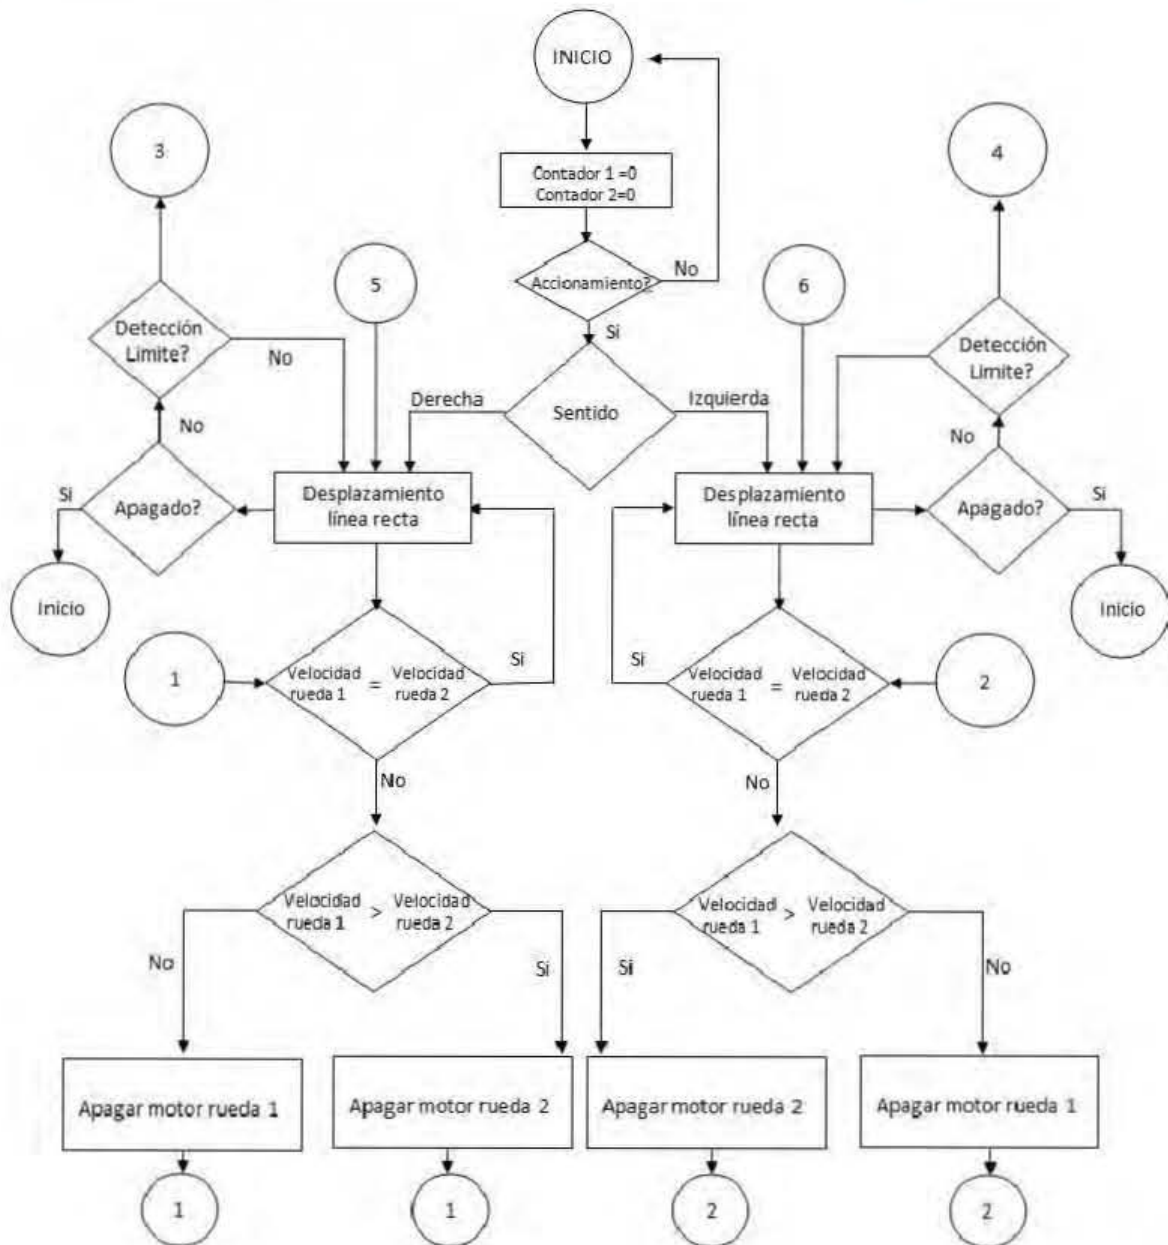 INICIO
3
4
Contador 1 =0
Contador 2=0
5
Accionamiento?
No
6
Si
Detección
Limite?
No
Detección
Limite?
Derecha
Sentido
Izquierda
No
No
Si
Apagado?
Desplazamiento
línea recta
Desplazamiento
línea recta
Apagado?
Si
Inicio
Inicio
1
Velocidad
rueda 1
=
Velocidad
rueda 2
Si
Si
Velocidad
rueda 1
=
Velocidad
rueda 2
2
No
No
Velocidad
rueda 1
>
Velocidad
rueda 2
Velocidad
rueda 1
>
Velocidad
rueda 2
No
Si
Si
No
Apagar motor rueda 1
Apagar motor rueda 2
Apagar motor rueda 2
Apagar motor rueda 1
1
1
2
2